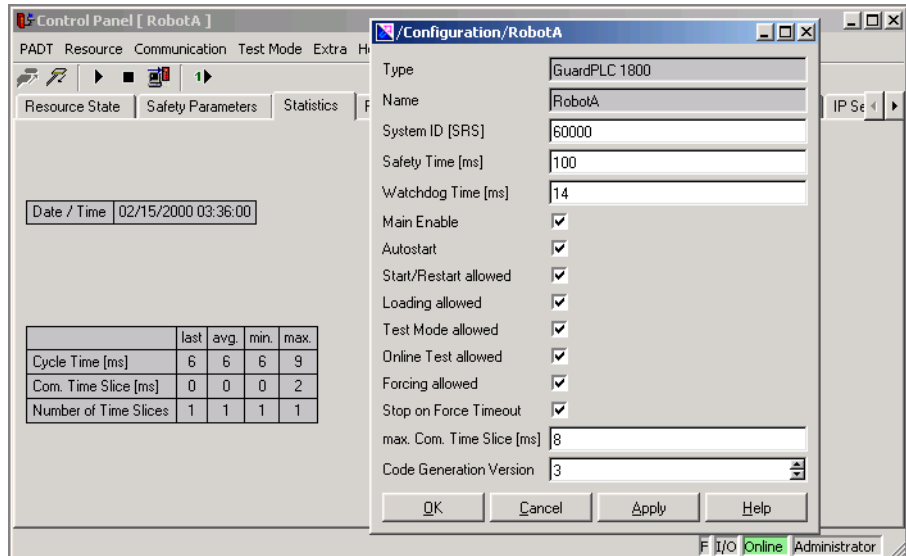 Control Panel [ RobotA ]
PADT Resource Communication Test Mode Extra
Resource State Safety Parameters Statistics
Date / Time 02/15/2000 03:36:00
last avg. min. max.
Cycle Time [ms] 6 6 6 9
Com. Time Slice [ms] 0 0 0 2
Number of Time Slices 1 1 1 1
/Configuration/RobotA
Type GuardPLC 1800
Name RobotA
System ID [SRS] 60000
Safety Time [ms] 100
Watchdog Time [ms] 14
Main Enable
Autostart
Start/Restart allowed
Loading allowed
Test Mode allowed
Online Test allowed
Forcing allowed
Stop on Force Timeout
max. Com. Time Slice [ms] 8
Code Generation Version 3
OK Cancel Apply Help
IP Se
F I/O Online Administrator